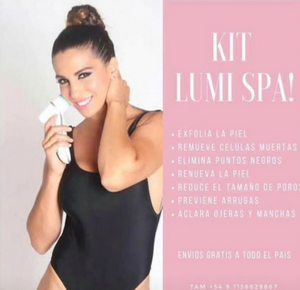 KIT
LUMI SPA!
• EXFOLIA LA PIEL
• REMUEVE CELULAS MUERTAS
• ELIMINA PUNTOS NEGROS
• RENUEVA LA PIEL
• REDUCE EL TAMAÑO DE POROS
• PREVIENE ARRUGAS
• ACLARA OJERAS Y MANCHAS
ENVIOS GRATIS A TODO EL PAIS